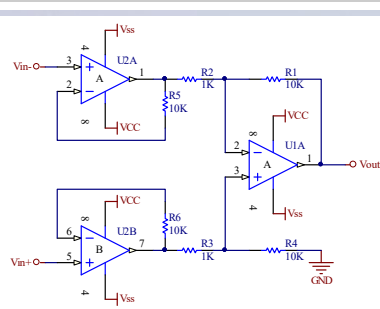 4 Vss
Vin- 3 U2A
A 1 R2 R1
2 1K 10K
R5
10K
8 VCC
8 VCC
U1A
2
A 1 Vout
3
8 VCC
R6
10K
4 Vss
6 U2B
B 7 R3 R4
Vin+ 5 1K 10K
GND
4 Vss